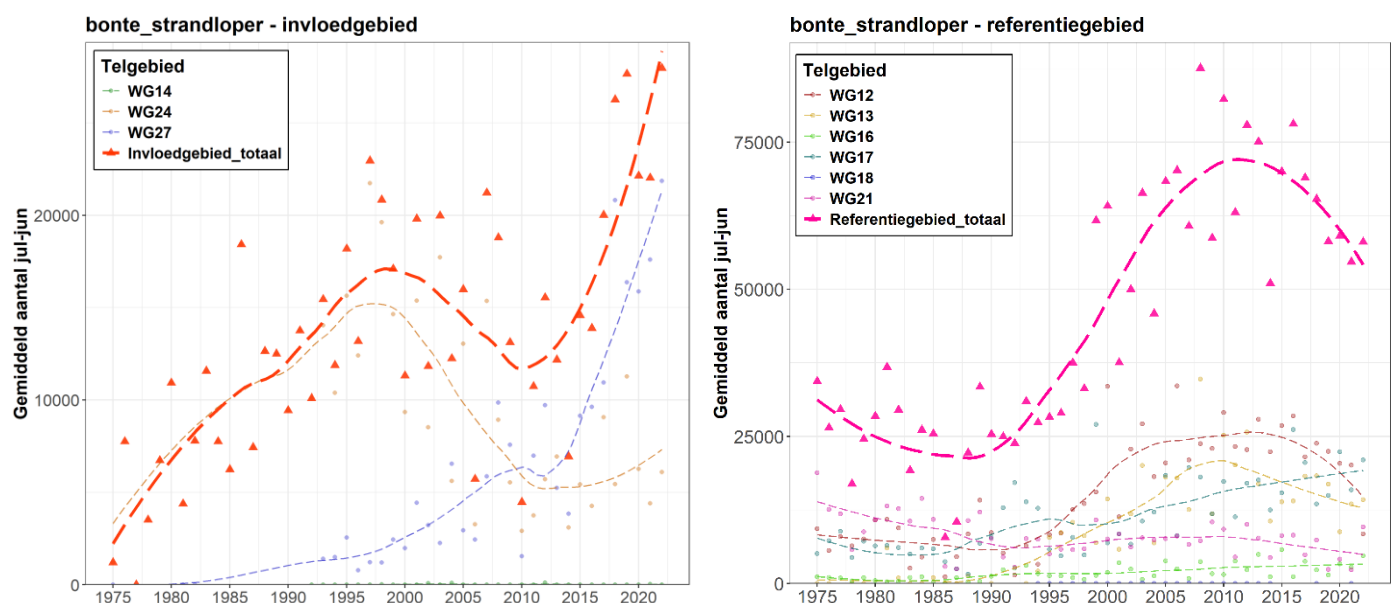 bonte_strandloper - invloedgebied
Telgebied
WG14
WG24
WG27
Invloedgebied_totaal
Gemiddeld aantal jul-jun
20000
10000
0
1975 1980 1985 1990 1995 2000 2005 2010 2015 2020
bonte_strandloper - referentiegebied
Telgebied
WG12
WG13
WG16
WG17
WG18
WG21
Referentiegebied_totaal
Gemiddeld aantal jul-jun
75000
50000
25000
0
1975 1980 1985 1990 1995 2000 2005 2010 2015 2020